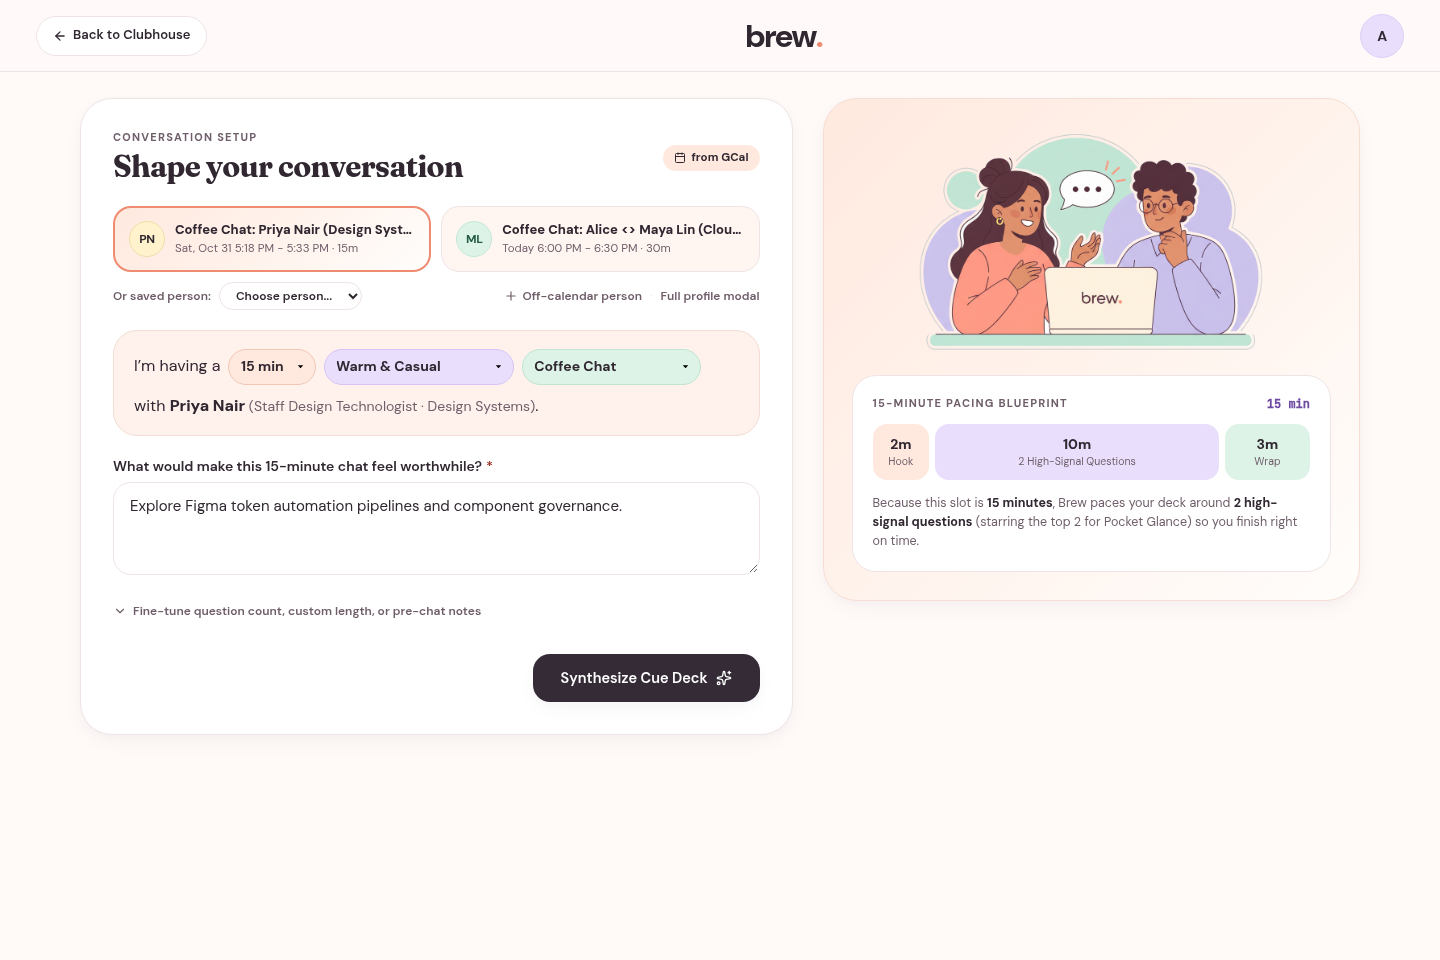 Back to Clubhouse
brew.
A
CONVERSATION SETUP
Shape your conversation
from GCal
PN
Coffee Chat: Priya Nair (Design Syst...
Sat, Oct 31 5:18 PM – 5:33 PM · 15m
ML
Coffee Chat: Alice <> Maya Lin (Clou...
Today 6:00 PM – 6:30 PM · 30m
Or saved person:
Choose person...
Off-calendar person
Full profile modal
I’m having a 15 min Warm & Casual Coffee Chat
with Priya Nair (Staff Design Technologist · Design Systems).
What would make this 15-minute chat feel worthwhile? *
Explore Figma token automation pipelines and component governance.
Fine-tune question count, custom length, or pre-chat notes
Synthesize Cue Deck
brew.
15-MINUTE PACING BLUEPRINT
15 min
2m
Hook
10m
2 High-Signal Questions
3m
Wrap
Because this slot is 15 minutes, Brew paces your deck around 2 high-
signal questions (starring the top 2 for Pocket Glance) so you finish right
on time.